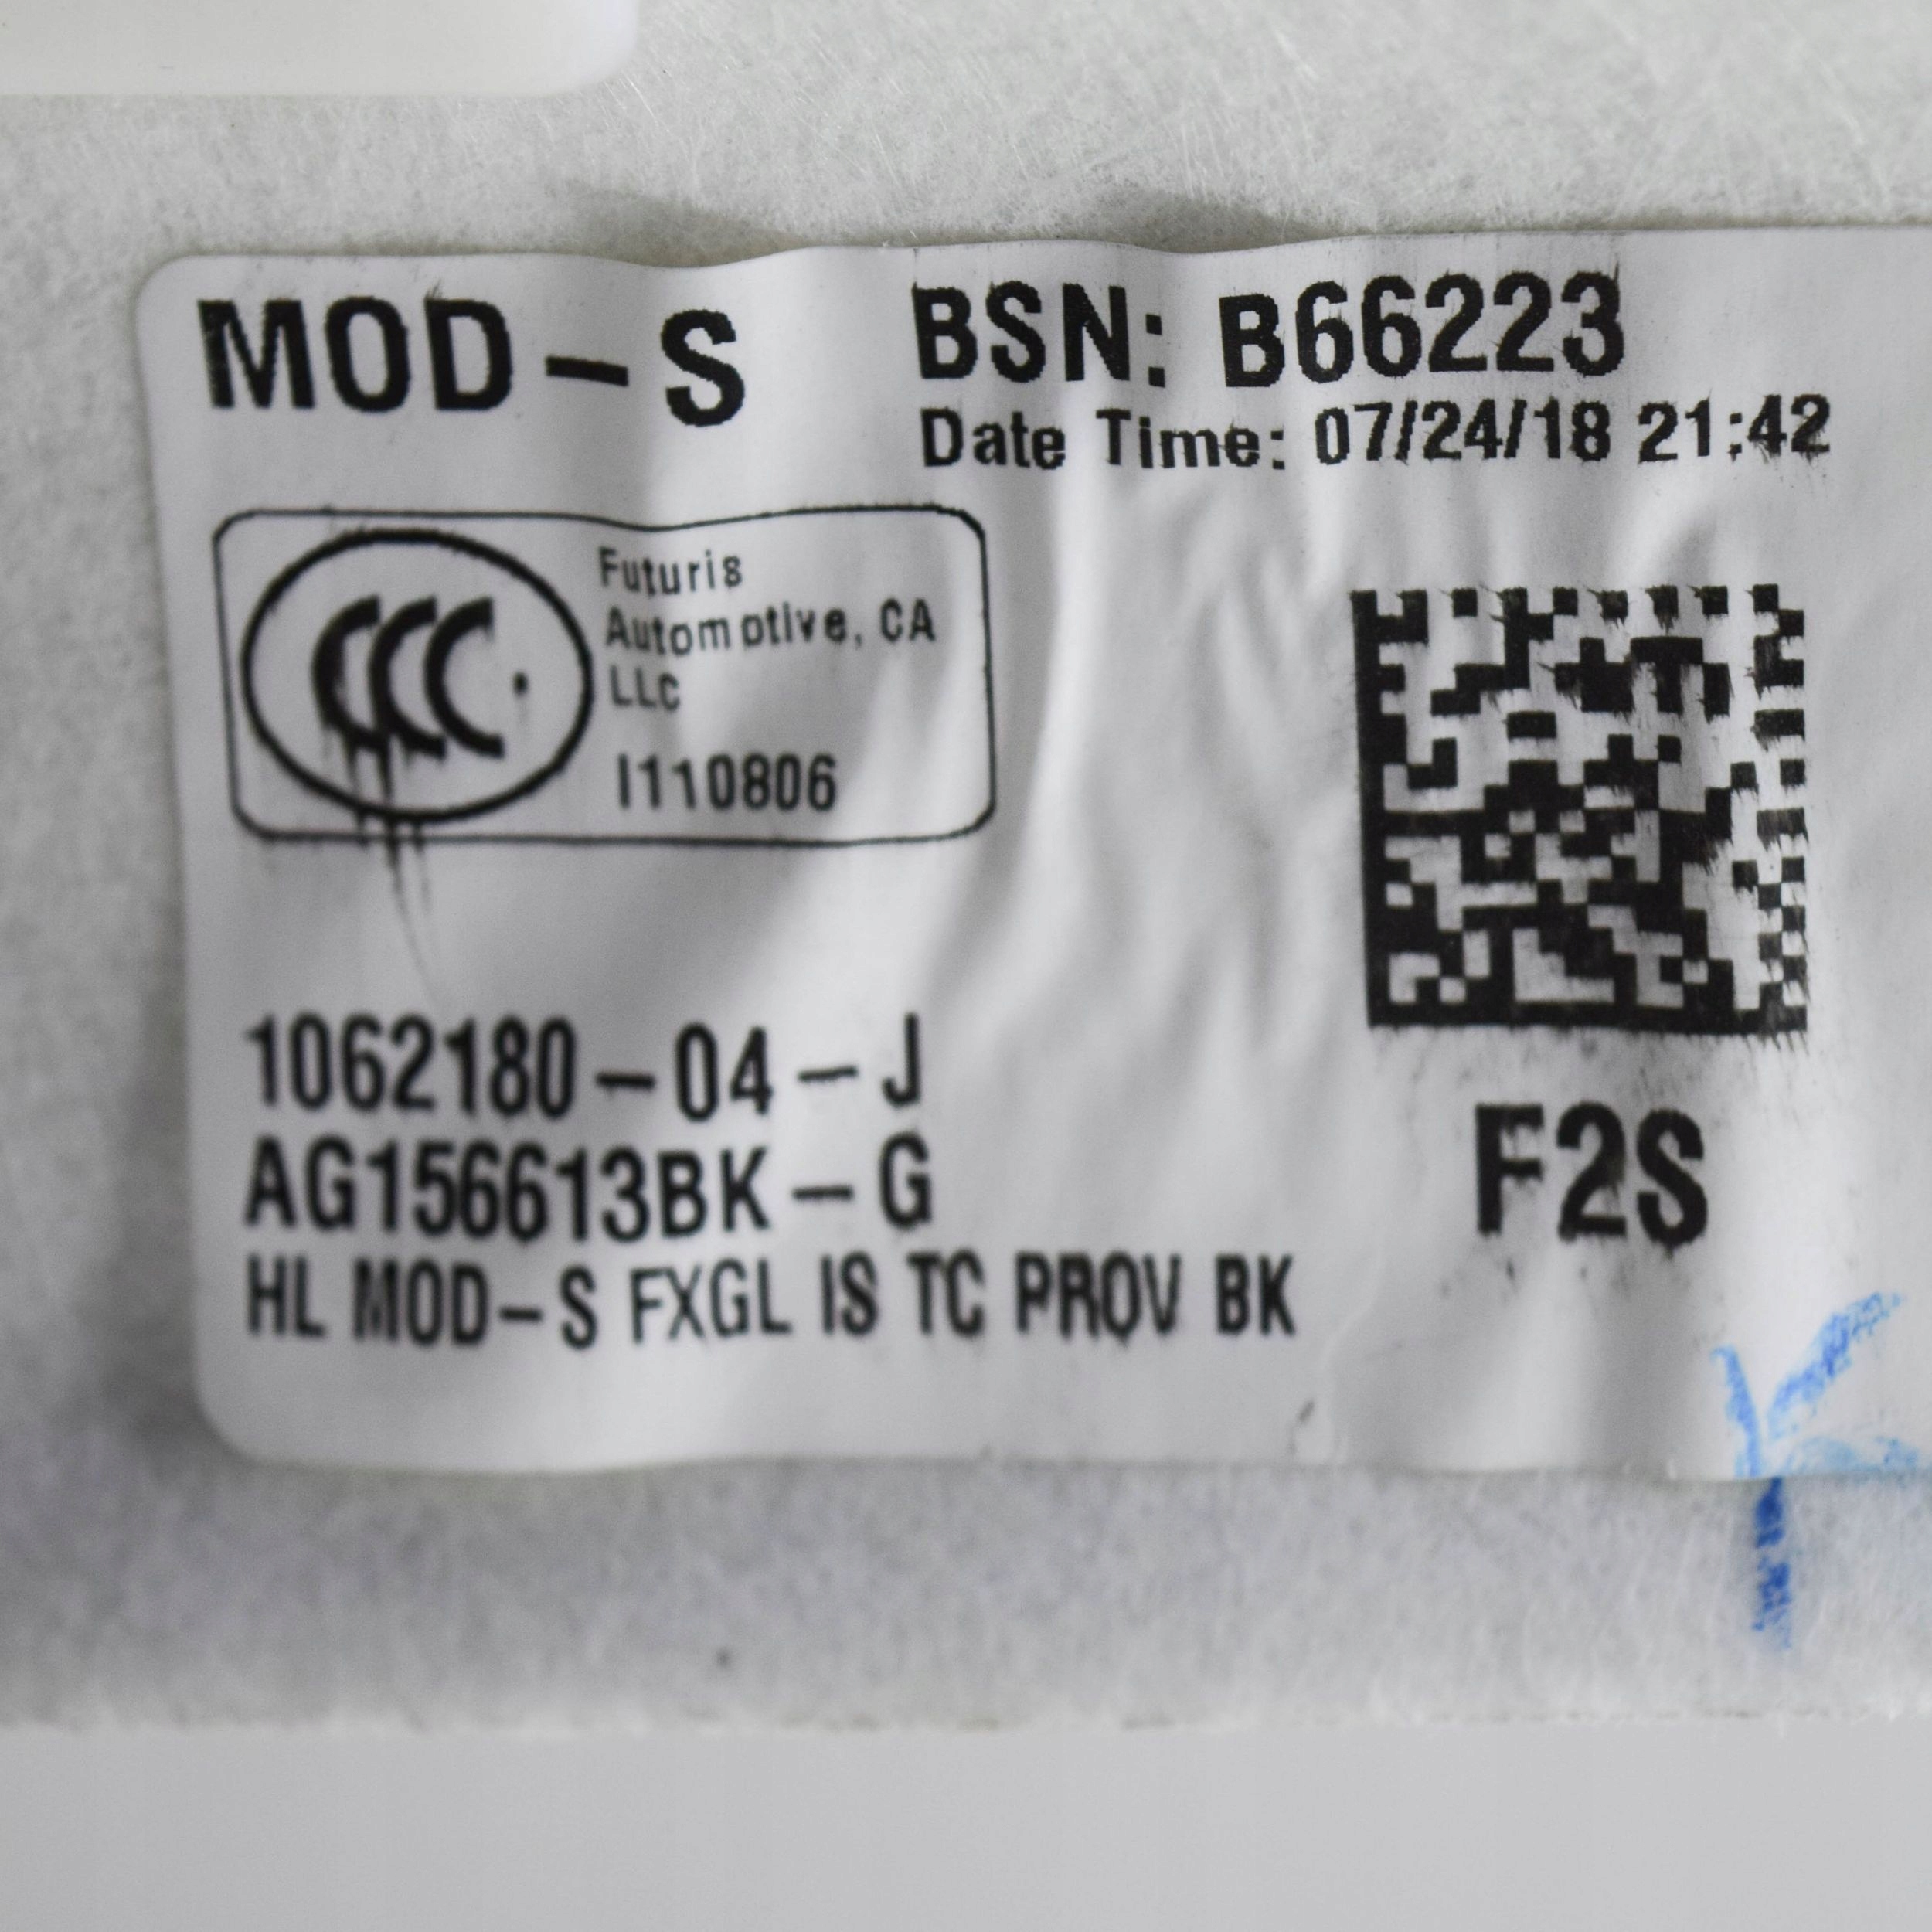 MOD-S
BSN: B66223
Date Time: 07/24/18 21:42
CCC
Futuris
Automotive, CA
LLC
I110806
1062180-04-J
AG156613BK-G
HL MOD-S FXGL IS TC PROV BK
F2S